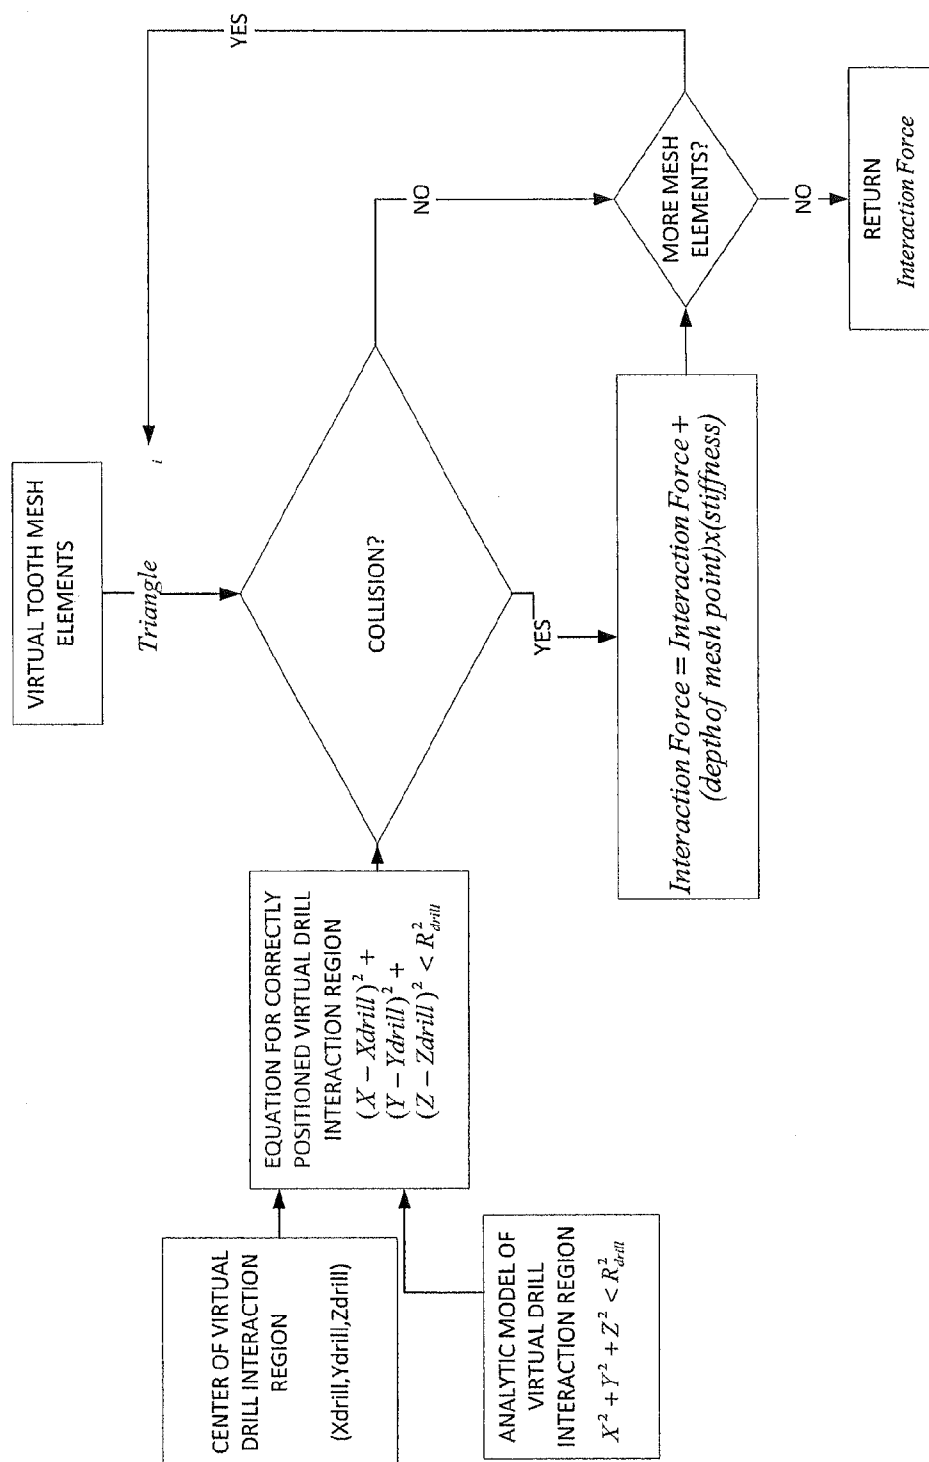 CENTER OF VIRTUAL
DRILL INTERACTION
REGION
(Xdrill,Ydrill,Zdrill)
ANALYTIC MODEL OF
VIRTUAL DRILL
INTERACTION REGION
X² + Y² + Z² < R²drill
EQUATION FOR CORRECTLY
POSITIONED VIRTUAL DRILL
INTERACTION REGION
(X − Xdrill)² +
(Y − Ydrill)² +
(Z − Zdrill)² < R²drill
VIRTUAL TOOTH MESH
ELEMENTS
Triangle i
COLLISION?
YES
NO
Interaction Force = Interaction Force +
(depthof mesh point)x(stiffness)
MORE MESH
ELEMENTS?
YES
NO
RETURN
Interaction Force